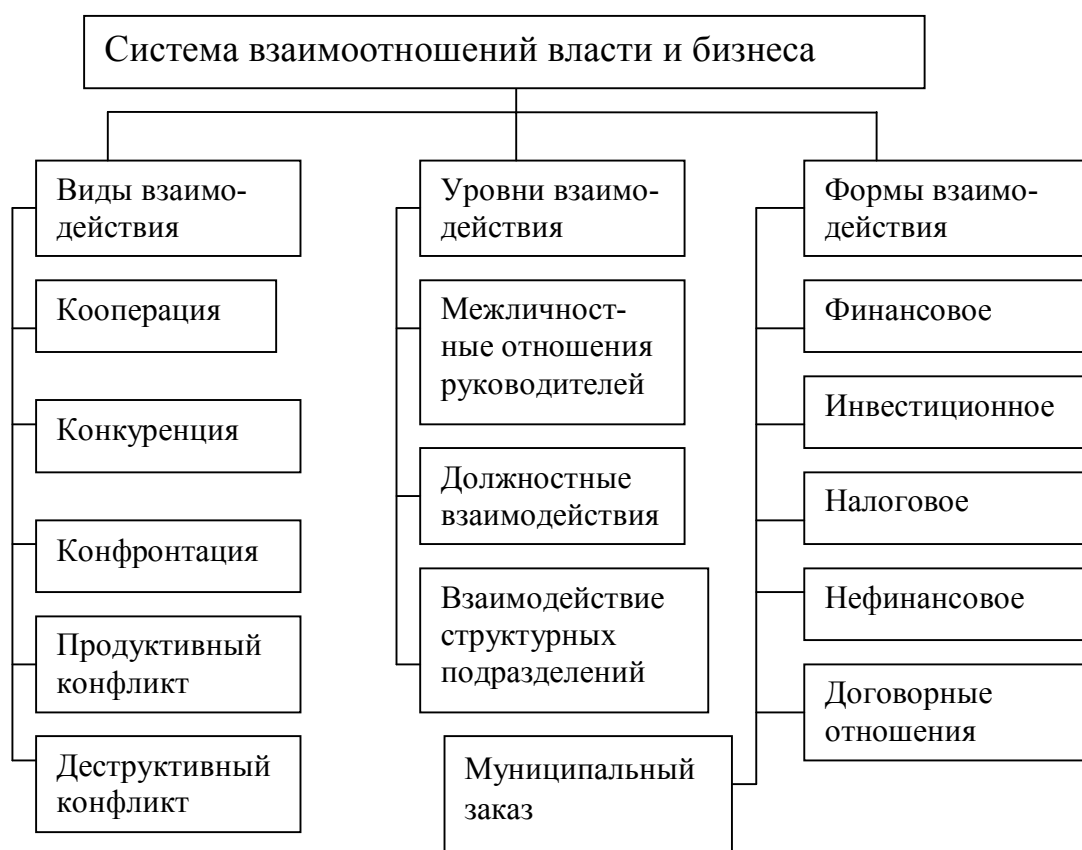 Система взаимоотношений власти и бизнеса
Виды взаимо-
действия
Кооперация
Конкуренция
Конфронтация
Продуктивный
конфликт
Деструктивный
конфликт
Уровни взаимо-
действия
Межличност-
ные отношения
руководителей
Должностные
взаимодействия
Взаимодействие
структурных
подразделений
Формы взаимо-
действия
Финансовое
Инвестиционное
Налоговое
Нефинансовое
Договорные
отношения
Муниципальный
заказ